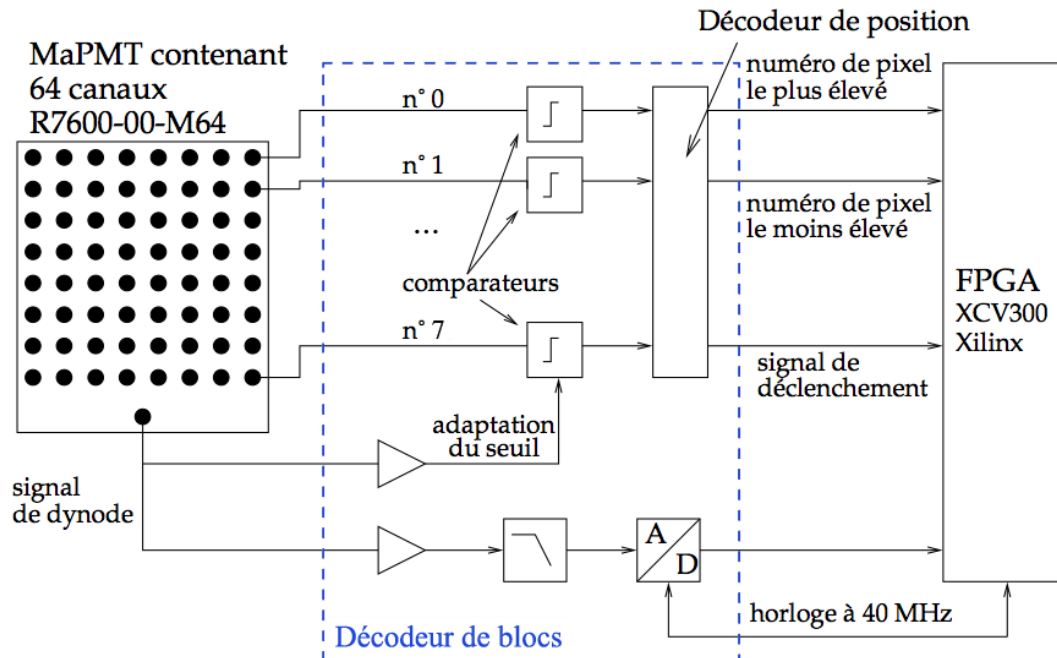 MaPMT contenant
64 canaux
R7600-00-M64
Décodeur de position
numéro de pixel
le plus élevé
n° 0
n° 1
numéro de pixel
le moins élevé
...
comparateurs
FPGA
XCV300
Xilinx
n° 7
signal de
déclenchement
adaptation
du seuil
signal
de dynode
A
D
horloge à 40 MHz
Décodeur de blocs